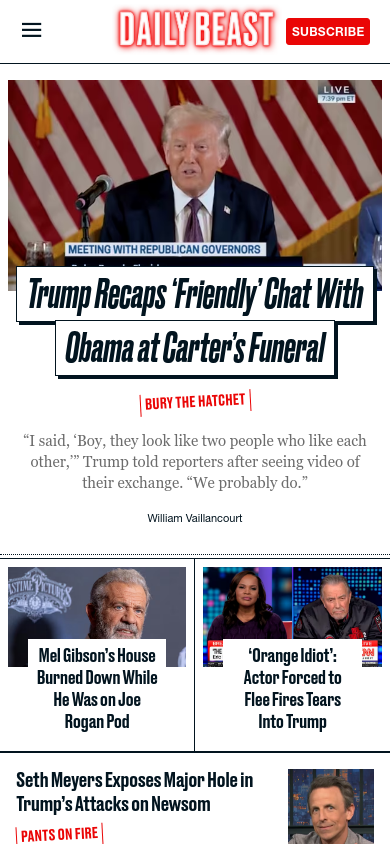 DAILY BEAST
SUBSCRIBE
LIVE
7:39 pm ET
MEETING WITH REPUBLICAN GOVERNORS
Trump Recaps ‘Friendly’ Chat With
Obama at Carter’s Funeral
BURY THE HATCHET
“I said, ‘Boy, they look like two people who like each
other,’” Trump told reporters after seeing video of
their exchange. “We probably do.”
William Vaillancourt
Mel Gibson’s House
Burned Down While
He Was on Joe
Rogan Pod
‘Orange Idiot’:
Actor Forced to
Flee Fires Tears
Into Trump
Seth Meyers Exposes Major Hole in
Trump’s Attacks on Newsom
PANTS ON FIRE